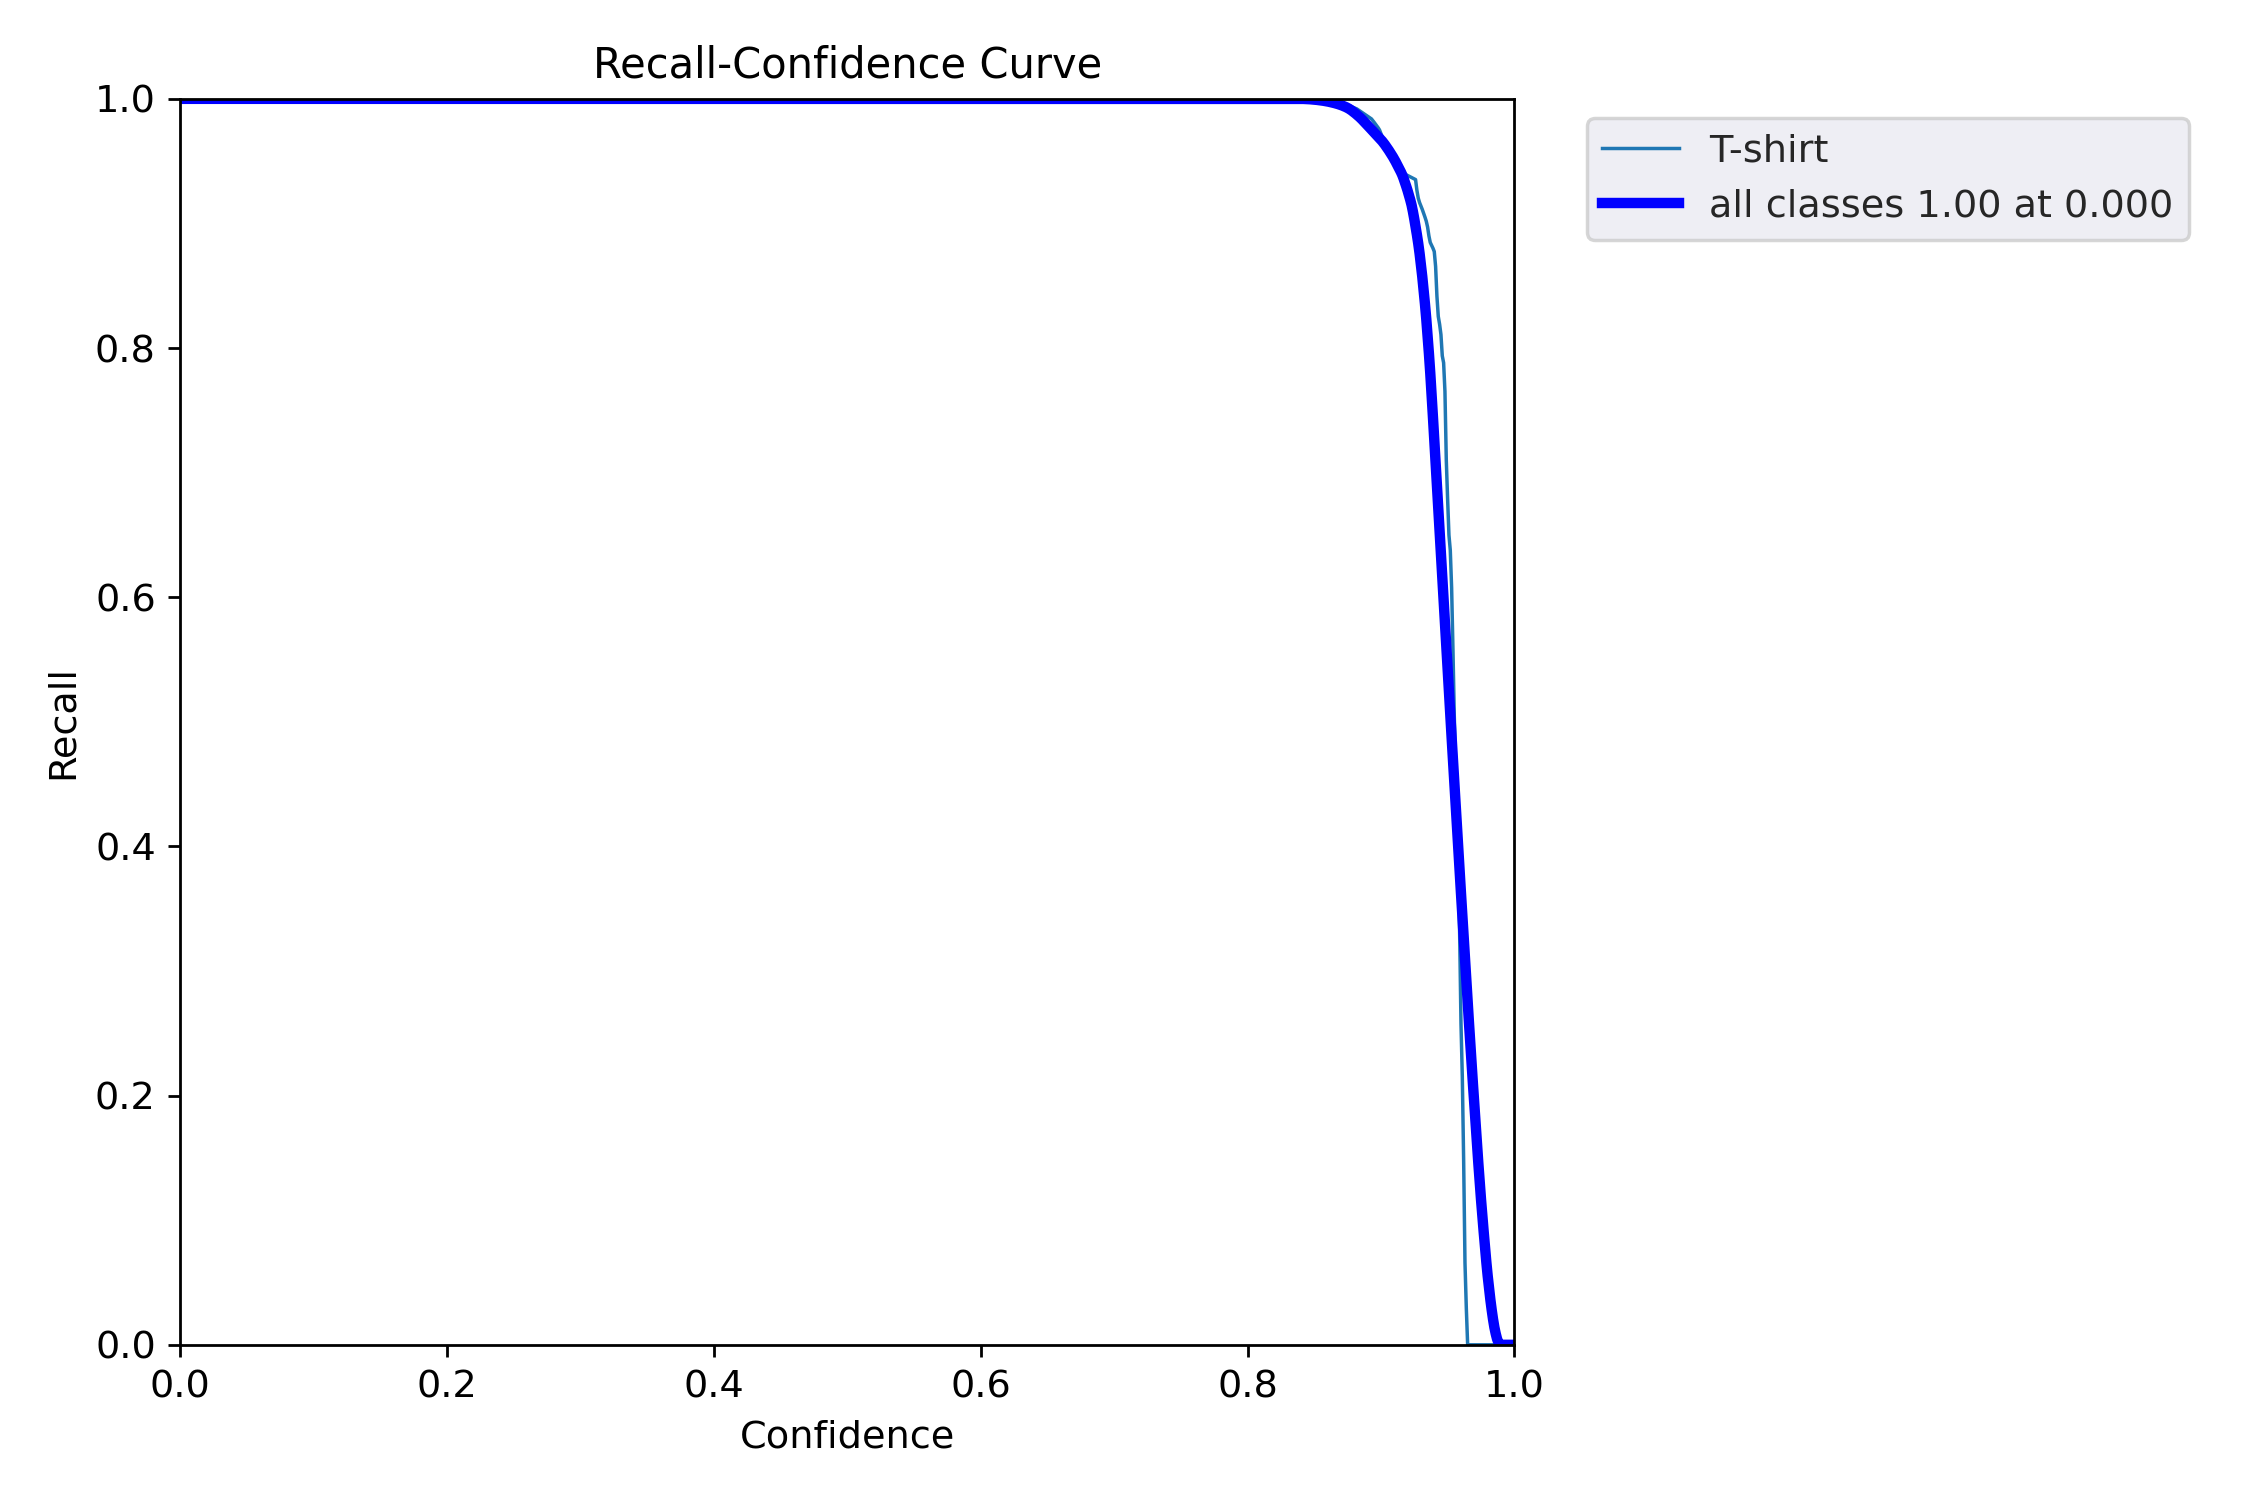 Recall-Confidence Curve
T-shirt
all classes 1.00 at 0.000
1.0
0.8
0.6
0.4
0.2
0.0
Recall
0.0 0.2 0.4 0.6 0.8 1.0
Confidence